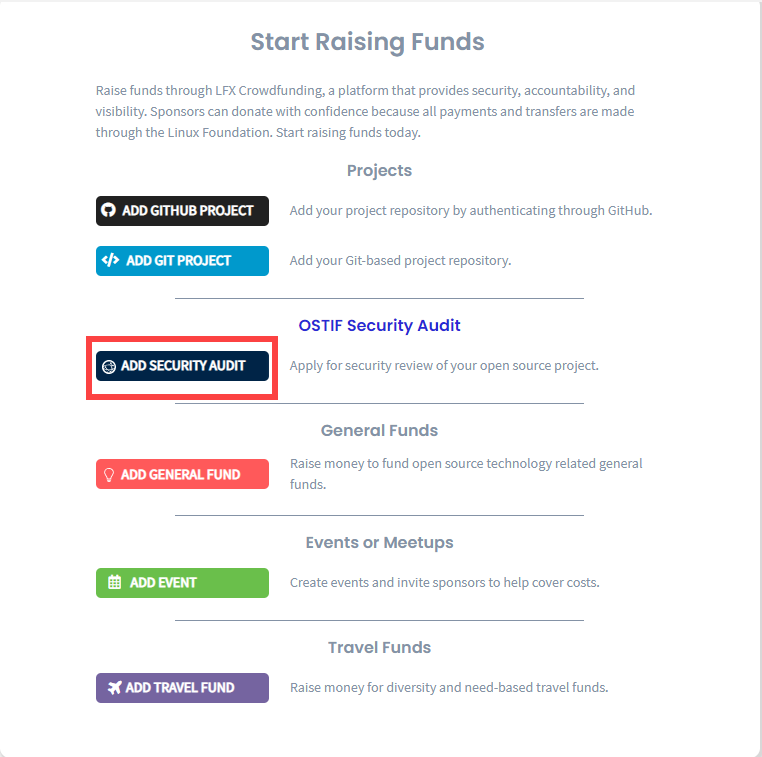 Start Raising Funds
Raise funds through LFX Crowdfunding, a platform that provides security, accountability, and
visibility. Sponsors can donate with confidence because all payments and transfers are made
through the Linux Foundation. Start raising funds today.
Projects
ADD GITHUB PROJECT
Add your project repository by authenticating through GitHub.
ADD GIT PROJECT
Add your Git-based project repository.
OSTIF Security Audit
ADD SECURITY AUDIT
Apply for security review of your open source project.
General Funds
ADD GENERAL FUND
Raise money to fund open source technology related general
funds.
Events or Meetups
ADD EVENT
Create events and invite sponsors to help cover costs.
Travel Funds
ADD TRAVEL FUND
Raise money for diversity and need-based travel funds.